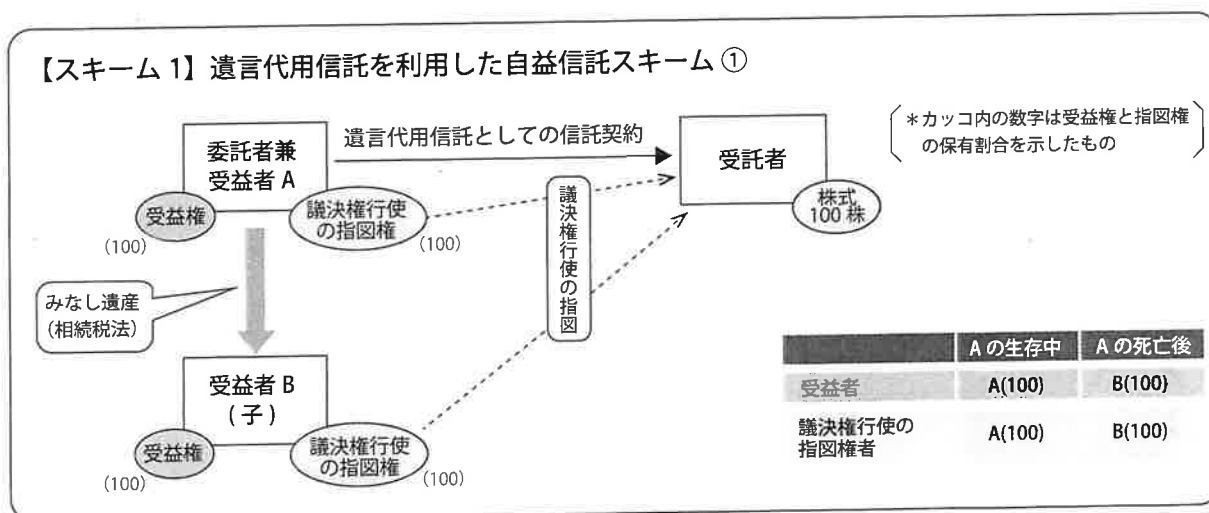 【スキーム 1】遺言代用信託を利用した自益信託スキーム ①
委託者兼
受益者 A
遺言代用信託としての信託契約
受託者
＊カッコ内の数字は受益権と指図権
の保有割合を示したもの
受益権
(100)
議決権行使
の指図権
(100)
株式
100 株
議決権行使の指図
みなし遺産
（相続税法）
受益者 B
（子）
受益権
(100)
議決権行使
の指図権
(100)
A の生存中 A の死亡後
受益者 A(100) B(100)
議決権行使の
指図権者 A(100) B(100)